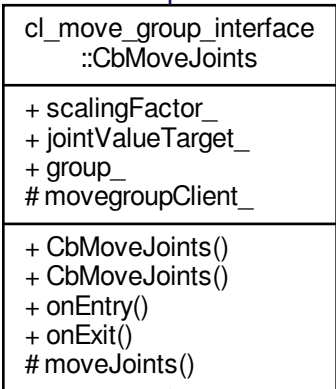 cl_move_group_interface
::CbMoveJoints
+ scalingFactor_
+ jointValueTarget_
+ group_
# movegroupClient_
+ CbMoveJoints()
+ CbMoveJoints()
+ onEntry()
+ onExit()
# moveJoints()